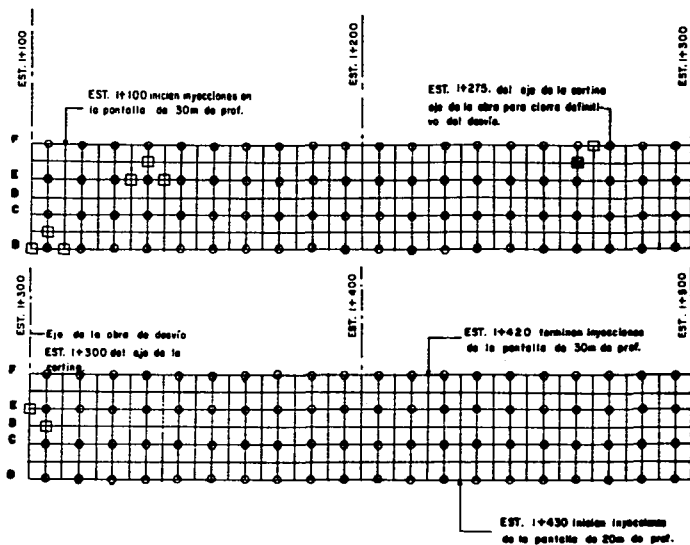 EST. 1+100
EST. 1+200
EST. 1+300
EST. 1+100 inician inyecciones en
la pantalla de 30m de prof.
EST. 1+275. del eje de la cortina
eje de la obra para cierre definiti-
vo del desvío.
F
E
D
C
B
EST. 1+300
EST. 1+400
EST. 1+500
Eje de la obra de desvío
EST. 1+300 del eje de la
cortina.
EST. 1+420 terminan inyecciones
de la pantalla de 30m de prof.
F
E
D
C
B
EST. 1+430 inician inyecciones
de la pantalla de 20m de prof.